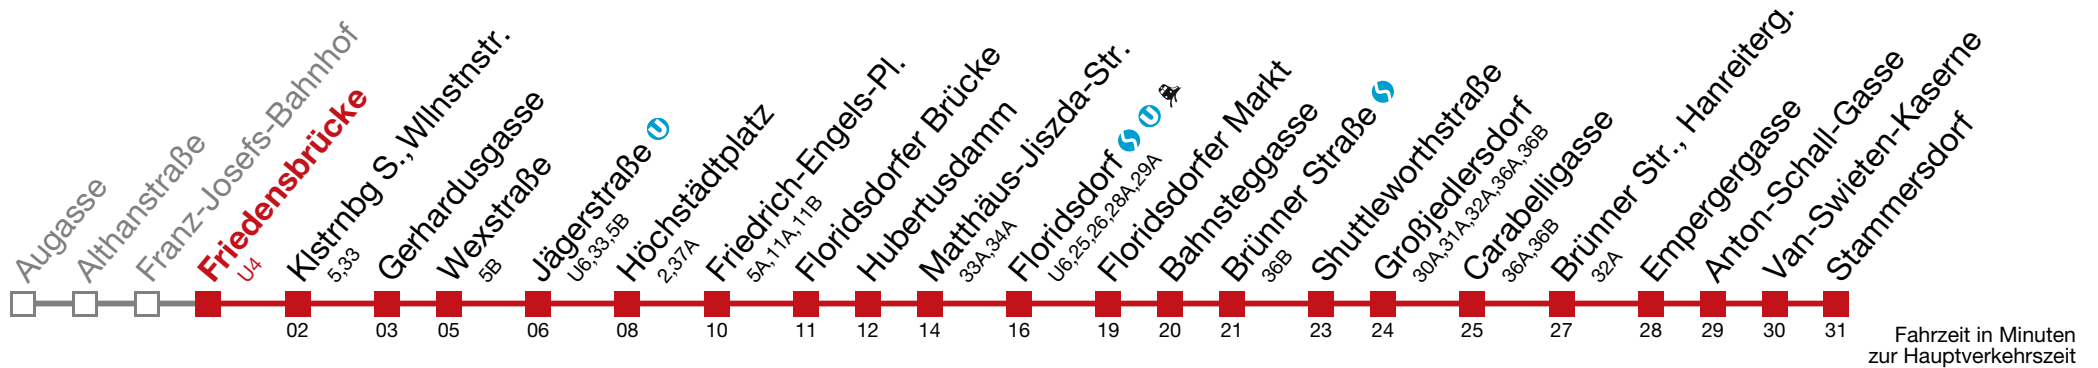 Augasse
Althanstraße
Franz-Josefs-Bahnhof
Friedensbrücke
U4
Klstrnbg S., Wllnstnstr.
5,33
Gerhardusgasse
Wexstraße
5B
Jägerstraße U
U6,33,5B
Höchstädtplatz
2,37A
Friedrich-Engels-Pl.
5A,11A,11B
Floridsdorfer Brücke
Hubertusdamm
Matthäus-Jiszda-Str.
33A,34A
Floridsdorf S U
U6,25,26,28A,29A
Floridsdorfer Markt
Bahnsteggasse
Brünner Straße S
36B
Shuttleworthstraße
Großjedlersdorf
30A,31A,32A,36A,36B
Carabelligasse
36A,36B
Brünner Str., Hanreiterg.
32A
Empergergasse
Anton-Schall-Gasse
Van-Swieten-Kaserne
Stammersdorf
02 03 05 06 08 10 11 12 14 16 19 20 21 23 24 25 27 28 29 30 31
Fahrzeit in Minuten
zur Hauptverkehrszeit